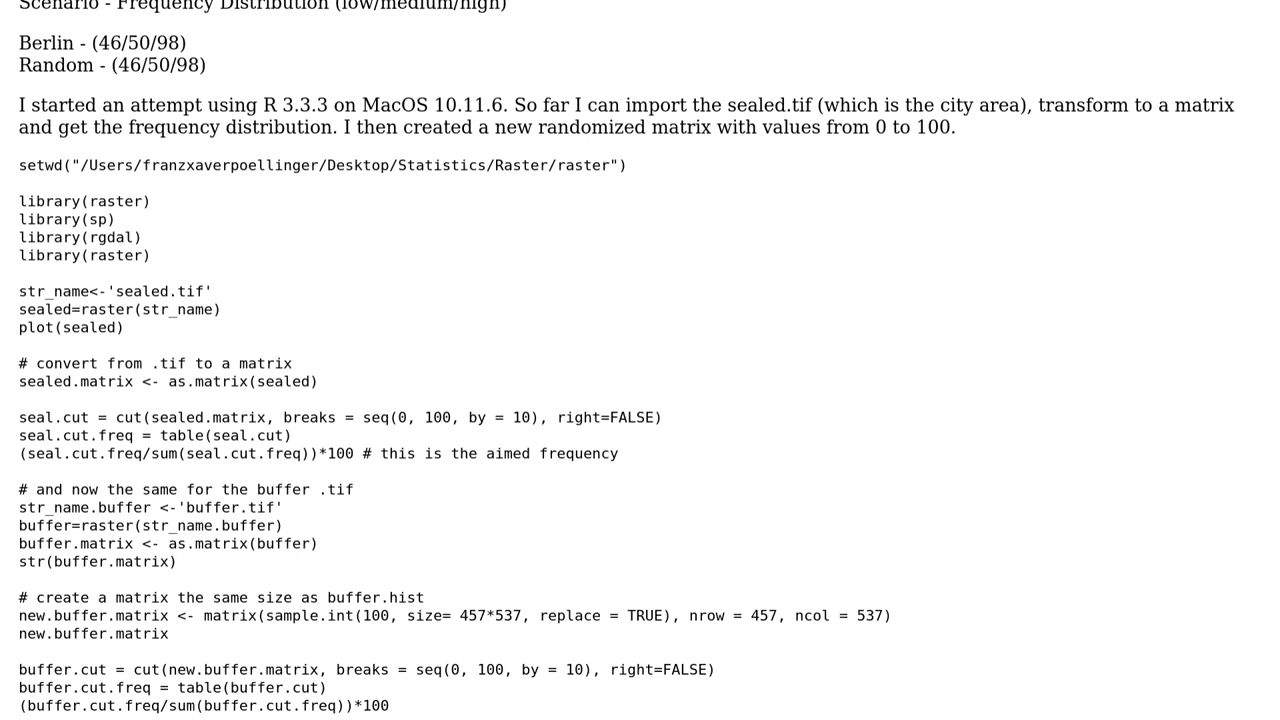 Scenario - Frequency Distribution (low/medium/high)
Berlin - (46/50/98)
Random - (46/50/98)
I started an attempt using R 3.3.3 on MacOS 10.11.6. So far I can import the sealed.tif (which is the city area), transform to a matrix
and get the frequency distribution. I then created a new randomized matrix with values from 0 to 100.
setwd("/Users/franzxaverpoellinger/Desktop/Statistics/Raster/raster")
library(raster)
library(sp)
library(rgdal)
library(raster)
str_name<-'sealed.tif'
sealed=raster(str_name)
plot(sealed)
# convert from .tif to a matrix
sealed.matrix <- as.matrix(sealed)
seal.cut = cut(sealed.matrix, breaks = seq(0, 100, by = 10), right=FALSE)
seal.cut.freq = table(seal.cut)
(seal.cut.freq/sum(seal.cut.freq))*100 # this is the aimed frequency
# and now the same for the buffer .tif
str_name.buffer <-'buffer.tif'
buffer=raster(str_name.buffer)
buffer.matrix <- as.matrix(buffer)
str(buffer.matrix)
# create a matrix the same size as buffer.hist
new.buffer.matrix <- matrix(sample.int(100, size= 457*537, replace = TRUE), nrow = 457, ncol = 537)
new.buffer.matrix
buffer.cut = cut(new.buffer.matrix, breaks = seq(0, 100, by = 10), right=FALSE)
buffer.cut.freq = table(buffer.cut)
(buffer.cut.freq/sum(buffer.cut.freq))*100